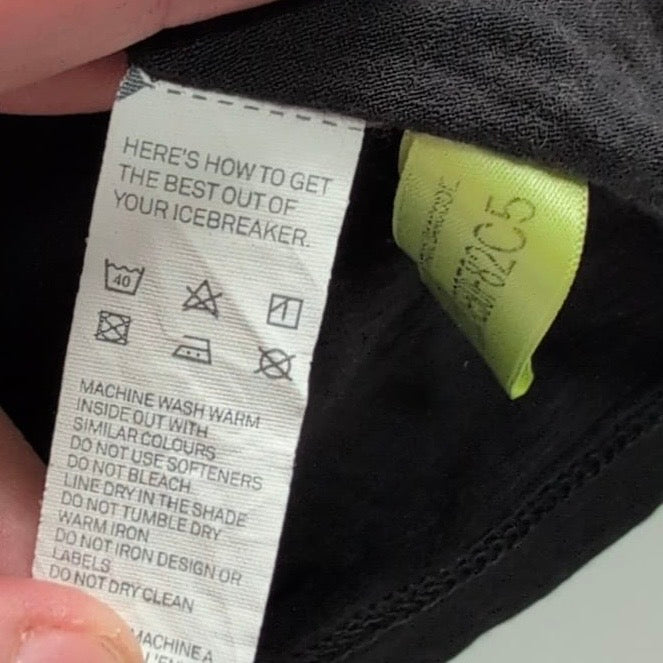 HERE'S HOW TO GET
THE BEST OUT OF
YOUR ICEBREAKER.
40
MACHINE WASH WARM
INSIDE OUT WITH
SIMILAR COLOURS
DO NOT USE SOFTENERS
DO NOT BLEACH
LINE DRY IN THE SHADE
DO NOT TUMBLE DRY
WARM IRON
DO NOT IRON DESIGN OR
LABELS
DO NOT DRY CLEAN
MACHINE A
82C5